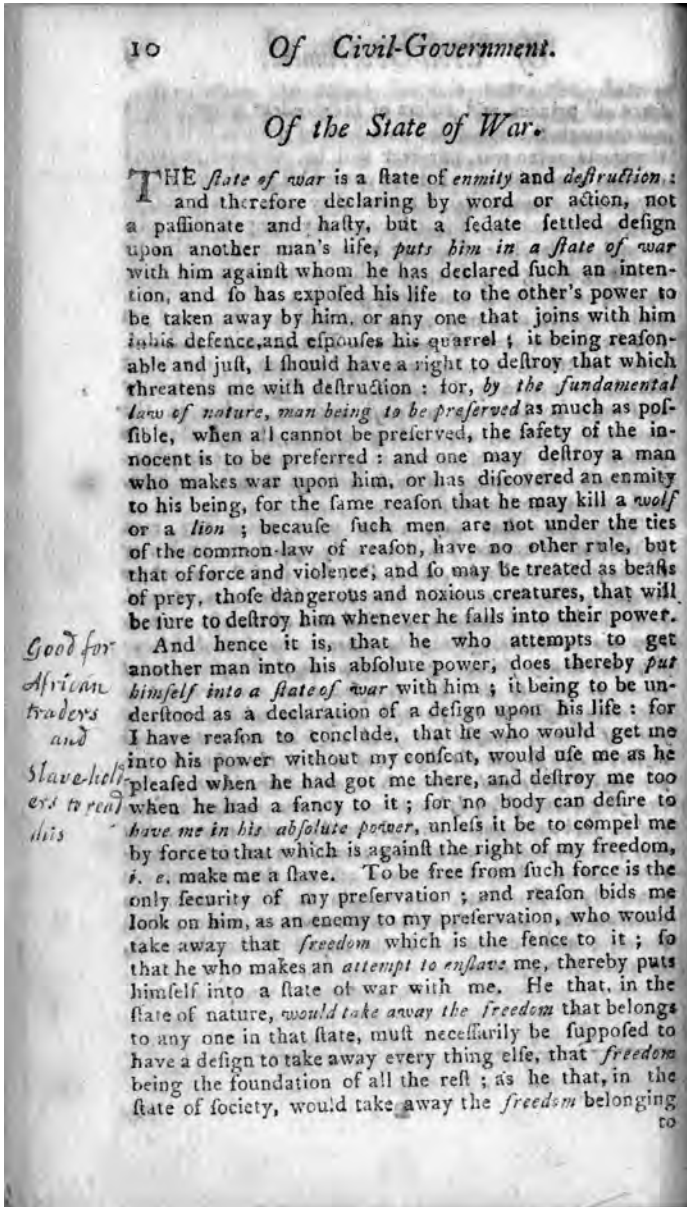 10 Of Civil-Government.
Of the State of War.
THE ſtate of war is a ſtate of enmity and deſtruction :
and therefore declaring by word or action, not
a paſſionate and haſty, but a ſedate ſettled deſign
upon another man's life, puts him in a ſtate of war
with him againſt whom he has declared ſuch an inten-
tion, and ſo has expoſed his life to the other's power to
be taken away by him, or any one that joins with him
in his defence, and eſpouſes his quarrel ; it being reaſon-
able and juſt, I ſhould have a right to deſtroy that which
threatens me with deſtruction : for, by the fundamental
law of nature, man being to be preſerved as much as poſ-
ſible, when all cannot be preſerved, the ſafety of the in-
nocent is to be preferred : and one may deſtroy a man
who makes war upon him, or has diſcovered an enmity
to his being, for the ſame reaſon that he may kill a wolf
or a lion ; becauſe ſuch men are not under the ties
of the common-law of reaſon, have no other rule, but
that of force and violence, and ſo may be treated as beaſts
of prey, thoſe dangerous and noxious creatures, that will
be ſure to deſtroy him whenever he falls into their power.
And hence it is, that he who attempts to get
another man into his abſolute power, does thereby put
himſelf into a ſtate of war with him ; it being to be un-
derſtood as a declaration of a deſign upon his life : for
I have reaſon to conclude, that he who would get me
into his power without my conſent, would uſe me as he
pleaſed when he had got me there, and deſtroy me too
when he had a fancy to it ; for no body can deſire to
have me in his abſolute power, unleſs it be to compel me
by force to that which is againſt the right of my freedom,
i. e. make me a ſlave. To be free from ſuch force is the
only ſecurity of my preſervation ; and reaſon bids me
look on him, as an enemy to my preſervation, who would
take away that freedom which is the fence to it ; ſo
that he who makes an attempt to enſlave me, thereby puts
himſelf into a ſtate of war with me. He that, in the
ſtate of nature, would take away the freedom that belongs
to any one in that ſtate, muſt neceſſarily be ſuppoſed to
have a deſign to take away every thing elſe, that freedom
being the foundation of all the reſt ; as he that, in the
ſtate of ſociety, would take away the freedom belonging
to
Good for
African
traders
and
Slave-hold-
ers to read
this